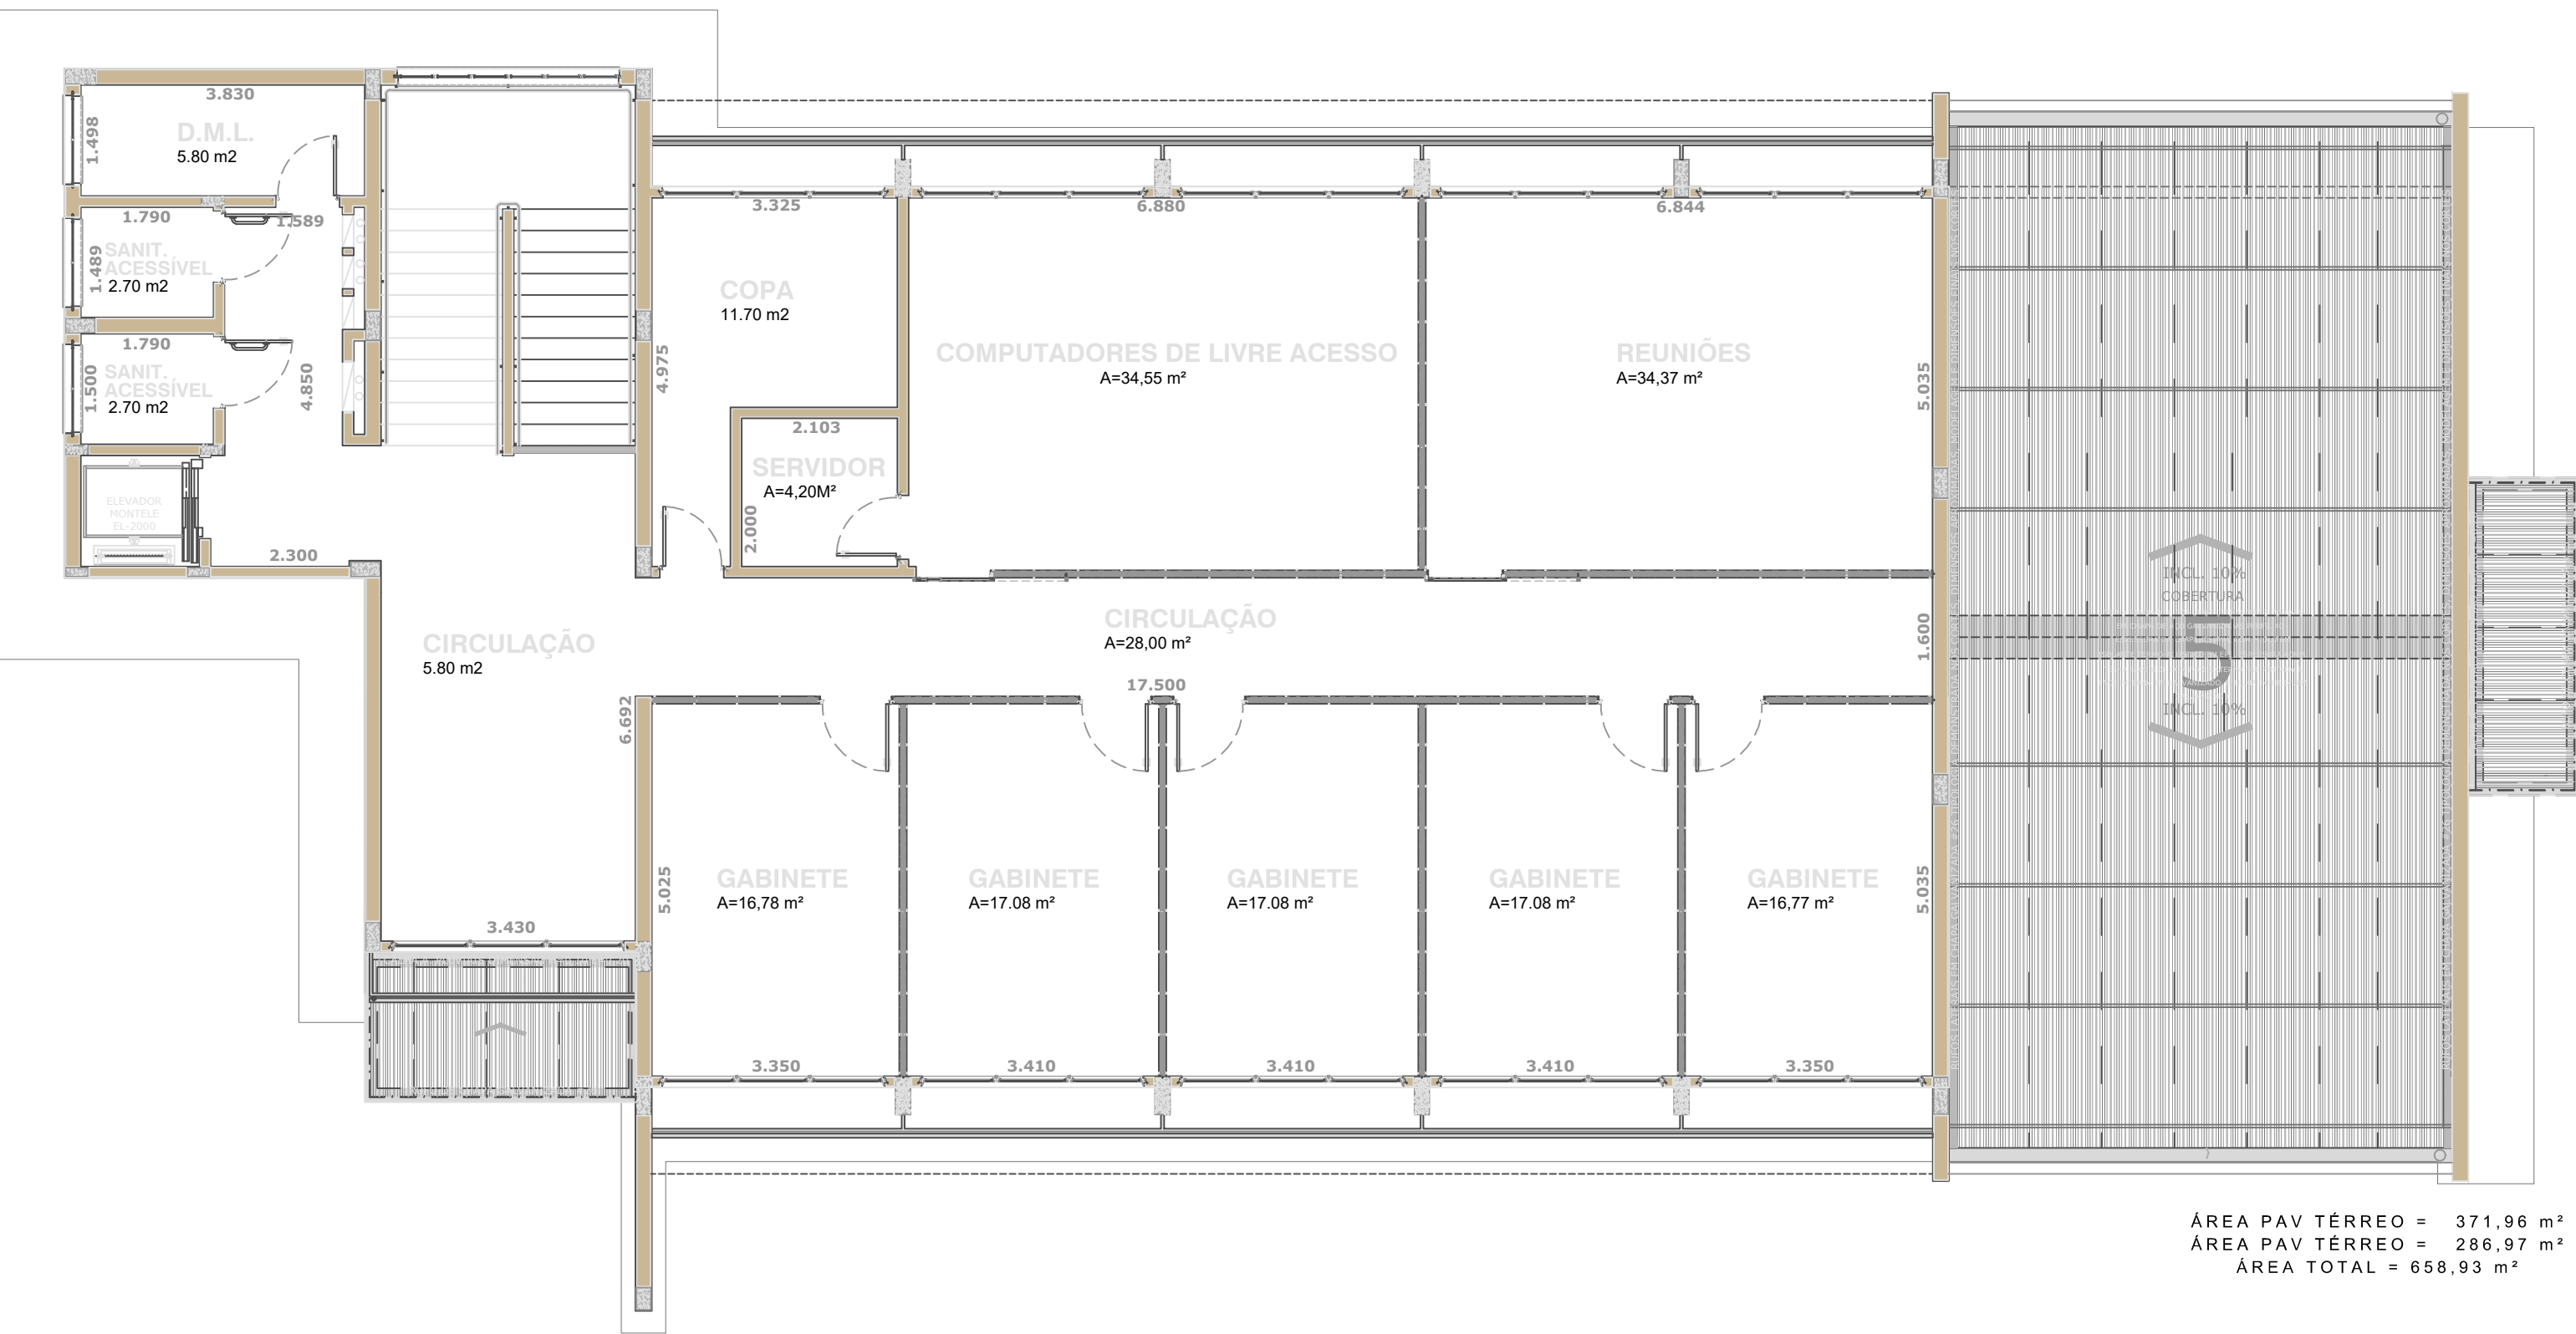 3.830
D.M.L.
5.80 m2
1.498
1.790
1.589
SANIT.
ACESSÍVEL
2.70 m2
1.489
1.790
SANIT.
ACESSÍVEL
2.70 m2
1.500
4.850
ELEVADOR
MONTELE
EL-2000
2.300
3.325
COPA
11.70 m2
4.975
2.103
SERVIDOR
A=4,20M²
2.000
6.880
COMPUTADORES DE LIVRE ACESSO
A=34,55 m²
6.844
REUNIÕES
A=34,37 m²
5.035
CIRCULAÇÃO
5.80 m2
CIRCULAÇÃO
A=28,00 m²
1.600
17.500
6.692
3.430
GABINETE
A=16,78 m²
5.025
3.350
GABINETE
A=17.08 m²
3.410
GABINETE
A=17.08 m²
3.410
GABINETE
A=17.08 m²
3.410
GABINETE
A=16,77 m²
5.035
3.350
INCL. 10%
COBERTURA
5
INCL. 10%
ÁREA PAV TÉRREO = 371,96 m²
ÁREA PAV TÉRREO = 286,97 m²
ÁREA TOTAL = 658,93 m²